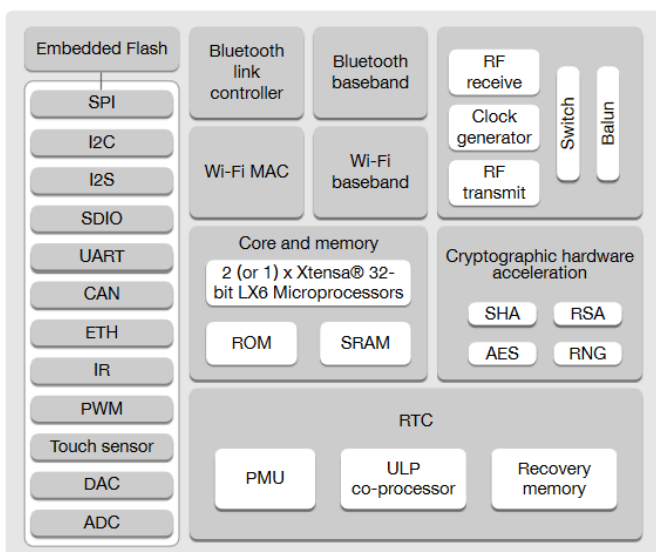 Embedded Flash
SPI
I2C
I2S
SDIO
UART
CAN
ETH
IR
PWM
Touch sensor
DAC
ADC
Bluetooth
link
controller
Bluetooth
baseband
Wi-Fi MAC
Wi-Fi
baseband
RF
receive
Clock
generator
RF
transmit
Switch
Balun
Core and memory
2 (or 1) x Xtensa® 32-
bit LX6 Microprocessors
ROM
SRAM
Cryptographic hardware
acceleration
SHA
RSA
AES
RNG
RTC
PMU
ULP
co-processor
Recovery
memory